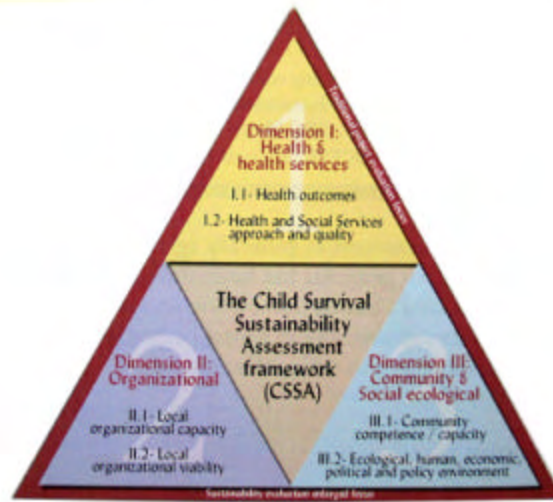 Traditional project evaluation focus
1
Dimension I:
Health &
health services
I.1- Health outcomes
I.2- Health and Social Services
approach and quality
The Child Survival
Sustainability
Assessment
framework
(CSSA)
2
Dimension II:
Organizational
II.1- Local
organizational capacity
II.2- Local
organizational viability
3
Dimension III:
Community &
Social ecological
III.1- Community
competence / capacity
III.2- Ecological, human, economic,
political and policy environment
Sustainability evaluation enlarged focus